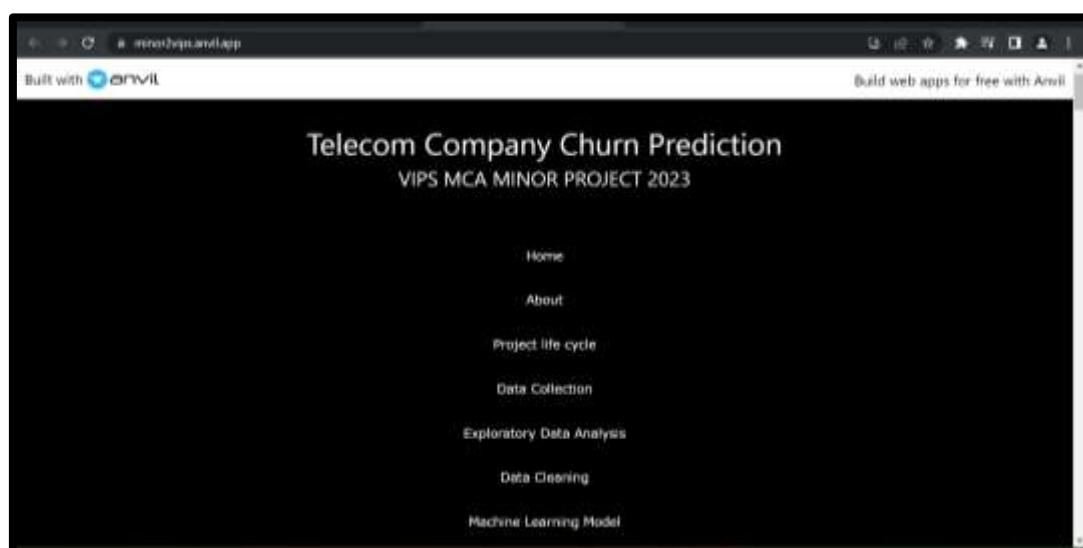 minor2vips.anvil.app
Built with anvil
Build web apps for free with Anvil
Telecom Company Churn Prediction
VIPS MCA MINOR PROJECT 2023
Home
About
Project life cycle
Data Collection
Exploratory Data Analysis
Data Cleaning
Machine Learning Model